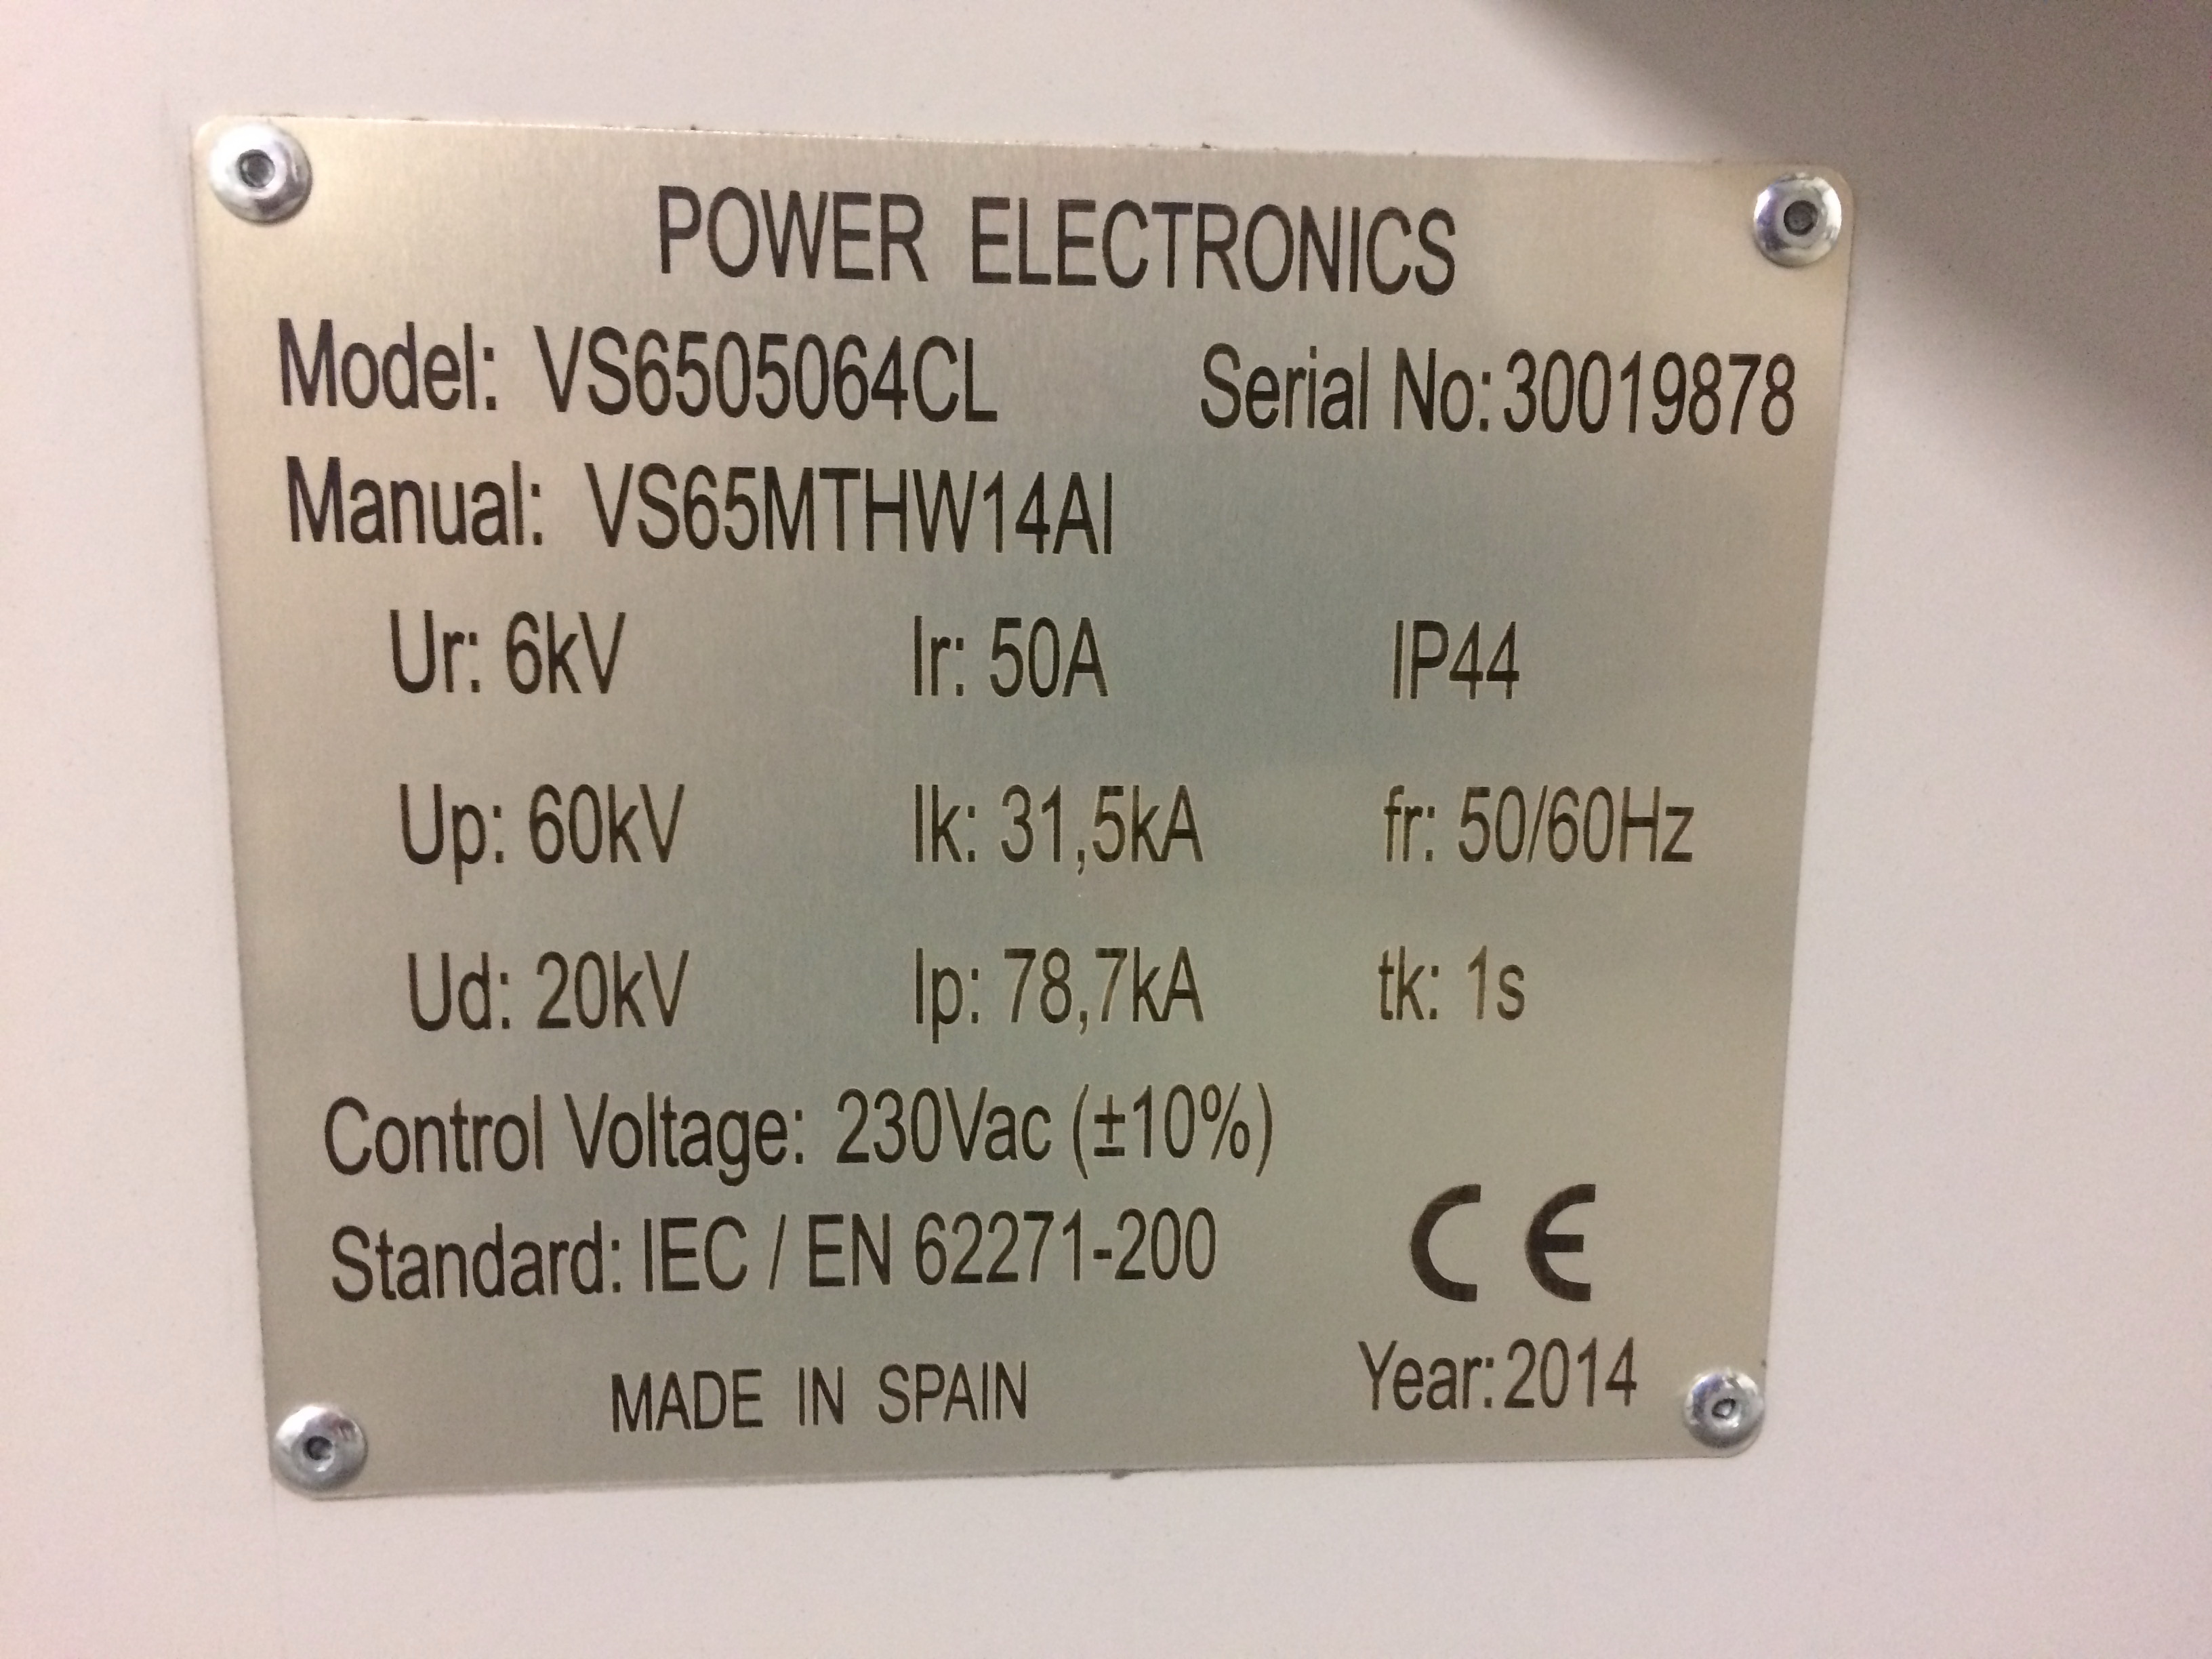 POWER ELECTRONICS
Model: VS6505064CL Serial No: 30019878
Manual: VS65MTHW14AI
Ur: 6kV Ir: 50A IP44
Up: 60kV Ik: 31,5kA fr: 50/60Hz
Ud: 20kV Ip: 78,7kA tk: 1s
Control Voltage: 230Vac (±10%)
Standard: IEC / EN 62271-200 CE
MADE IN SPAIN Year: 2014